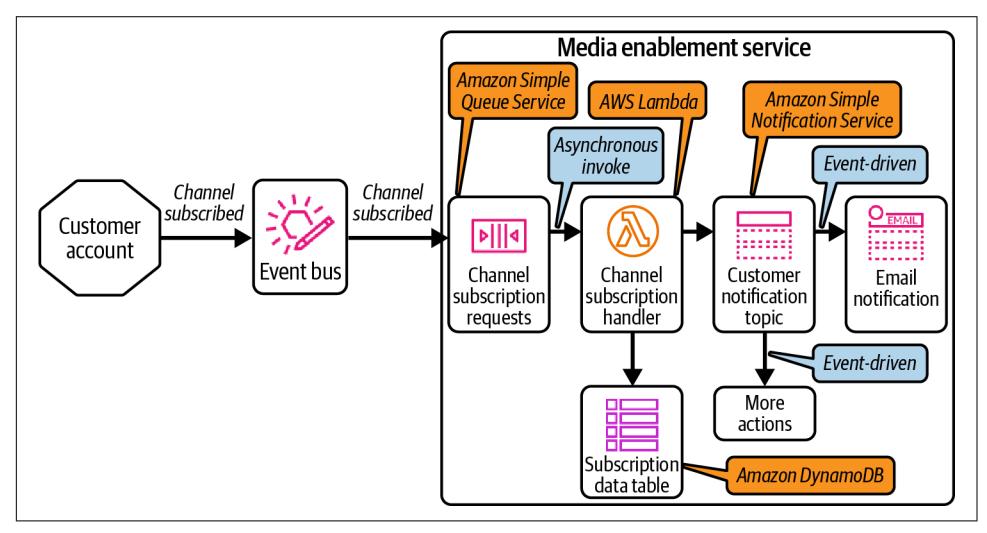 Media enablement service
Amazon Simple
Queue Service
AWS Lambda
Amazon Simple
Notification Service
Asynchronous
invoke
Event-driven
Customer
account
Channel
subscribed
Event bus
Channel
subscribed
Channel
subscription
requests
Channel
subscription
handler
Customer
notification
topic
EMAIL
Email
notification
Event-driven
More
actions
Subscription
data table
Amazon DynamoDB